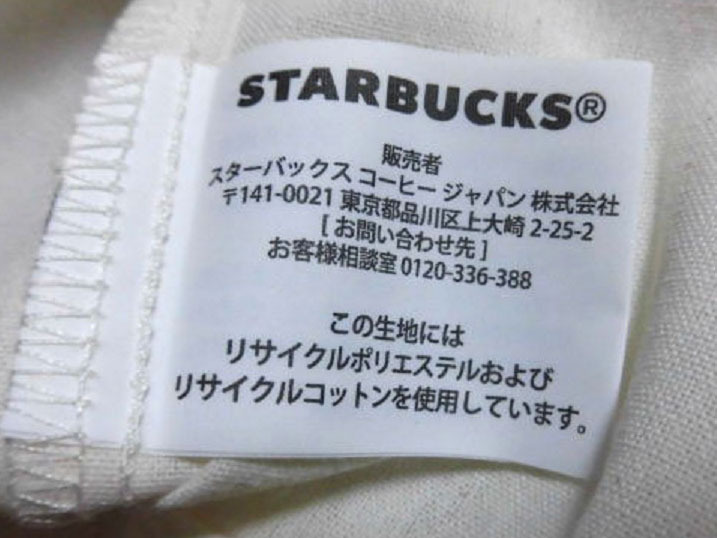 STARBUCKS®
販売者
スターバックス コーヒー ジャパン 株式会社
〒141-0021 東京都品川区上大崎 2-25-2
[ お問い合わせ先 ]
お客様相談室 0120-336-388
この生地には
リサイクルポリエステルおよび
リサイクルコットンを使用しています。